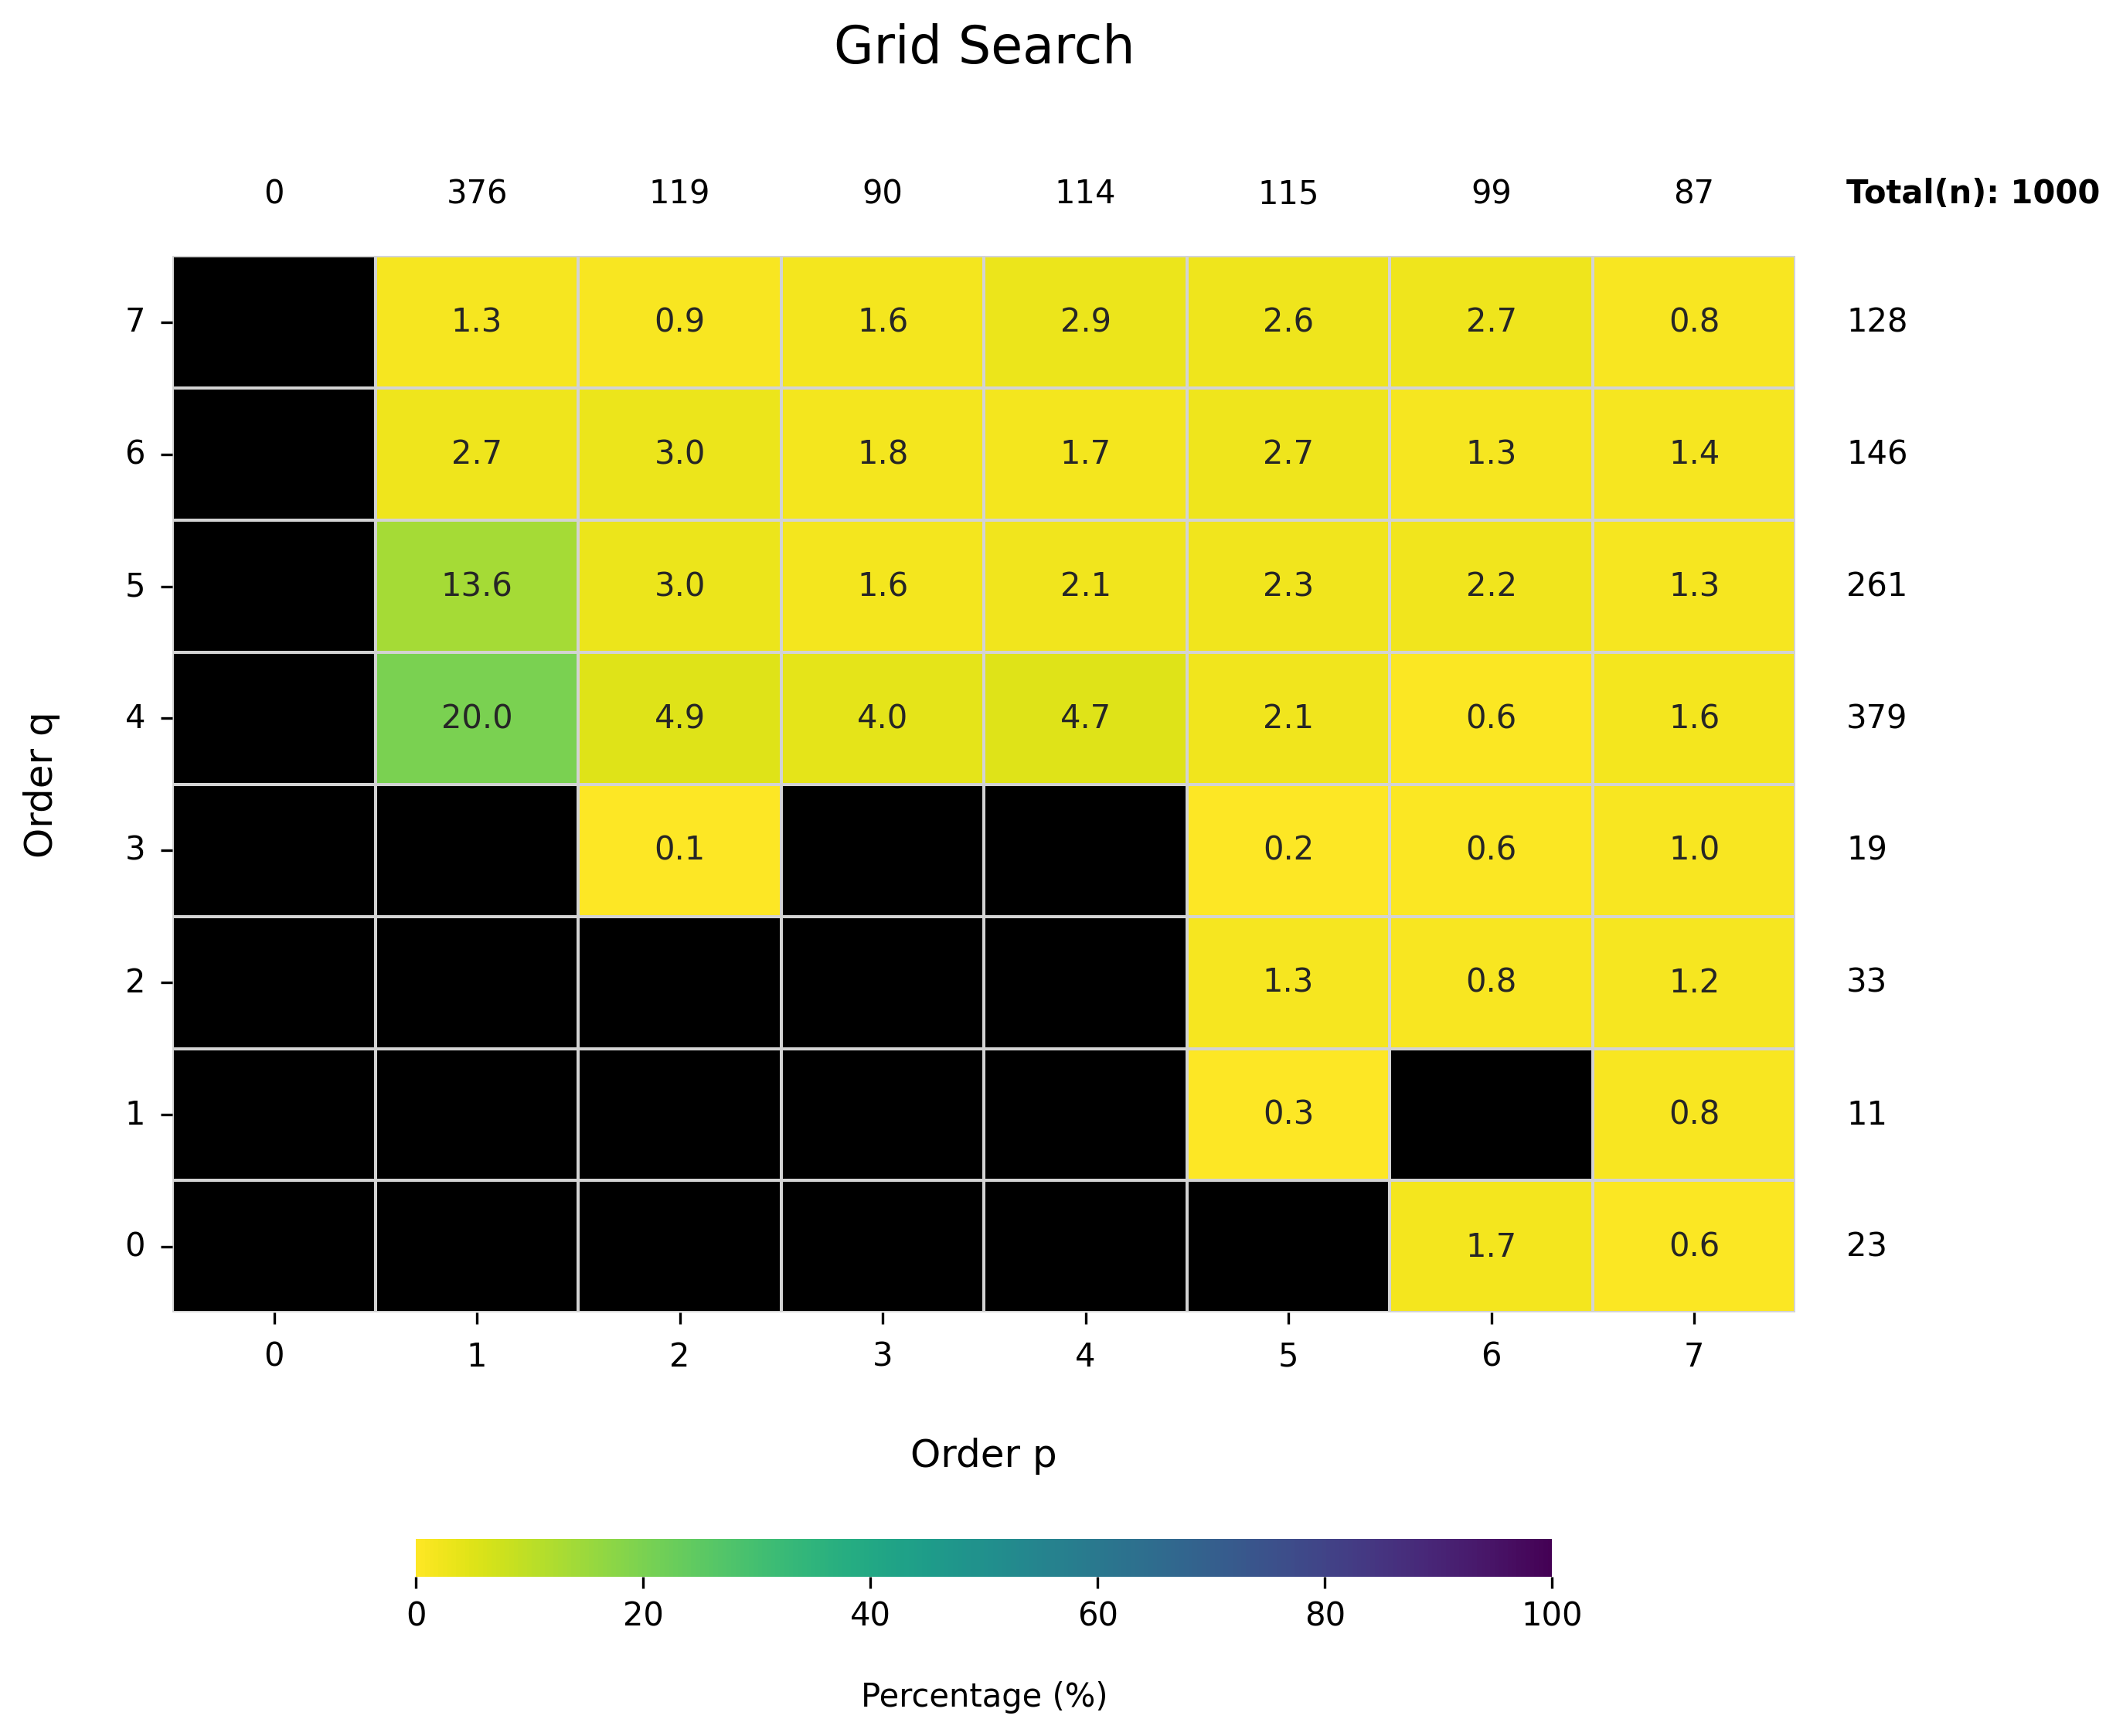 Grid Search
0 376 119 90 114 115 99 87 Total(n): 1000
7 1.3 0.9 1.6 2.9 2.6 2.7 0.8 128
6 2.7 3.0 1.8 1.7 2.7 1.3 1.4 146
5 13.6 3.0 1.6 2.1 2.3 2.2 1.3 261
4 20.0 4.9 4.0 4.7 2.1 0.6 1.6 379
3 0.1 0.2 0.6 1.0 19
2 1.3 0.8 1.2 33
1 0.3 0.8 11
0 1.7 0.6 23
Order q
0 1 2 3 4 5 6 7
Order p
0 20 40 60 80 100
Percentage (%)